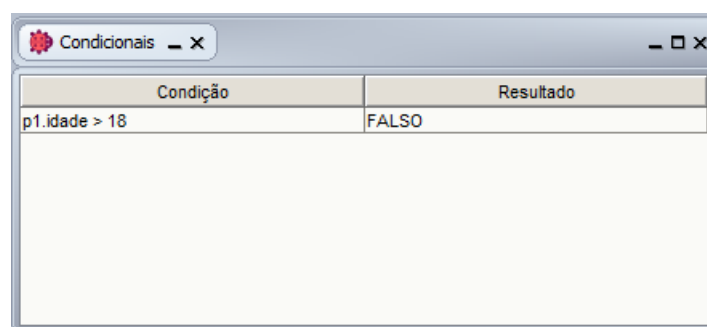 Condicionais
Condição Resultado
p1.idade > 18 FALSO